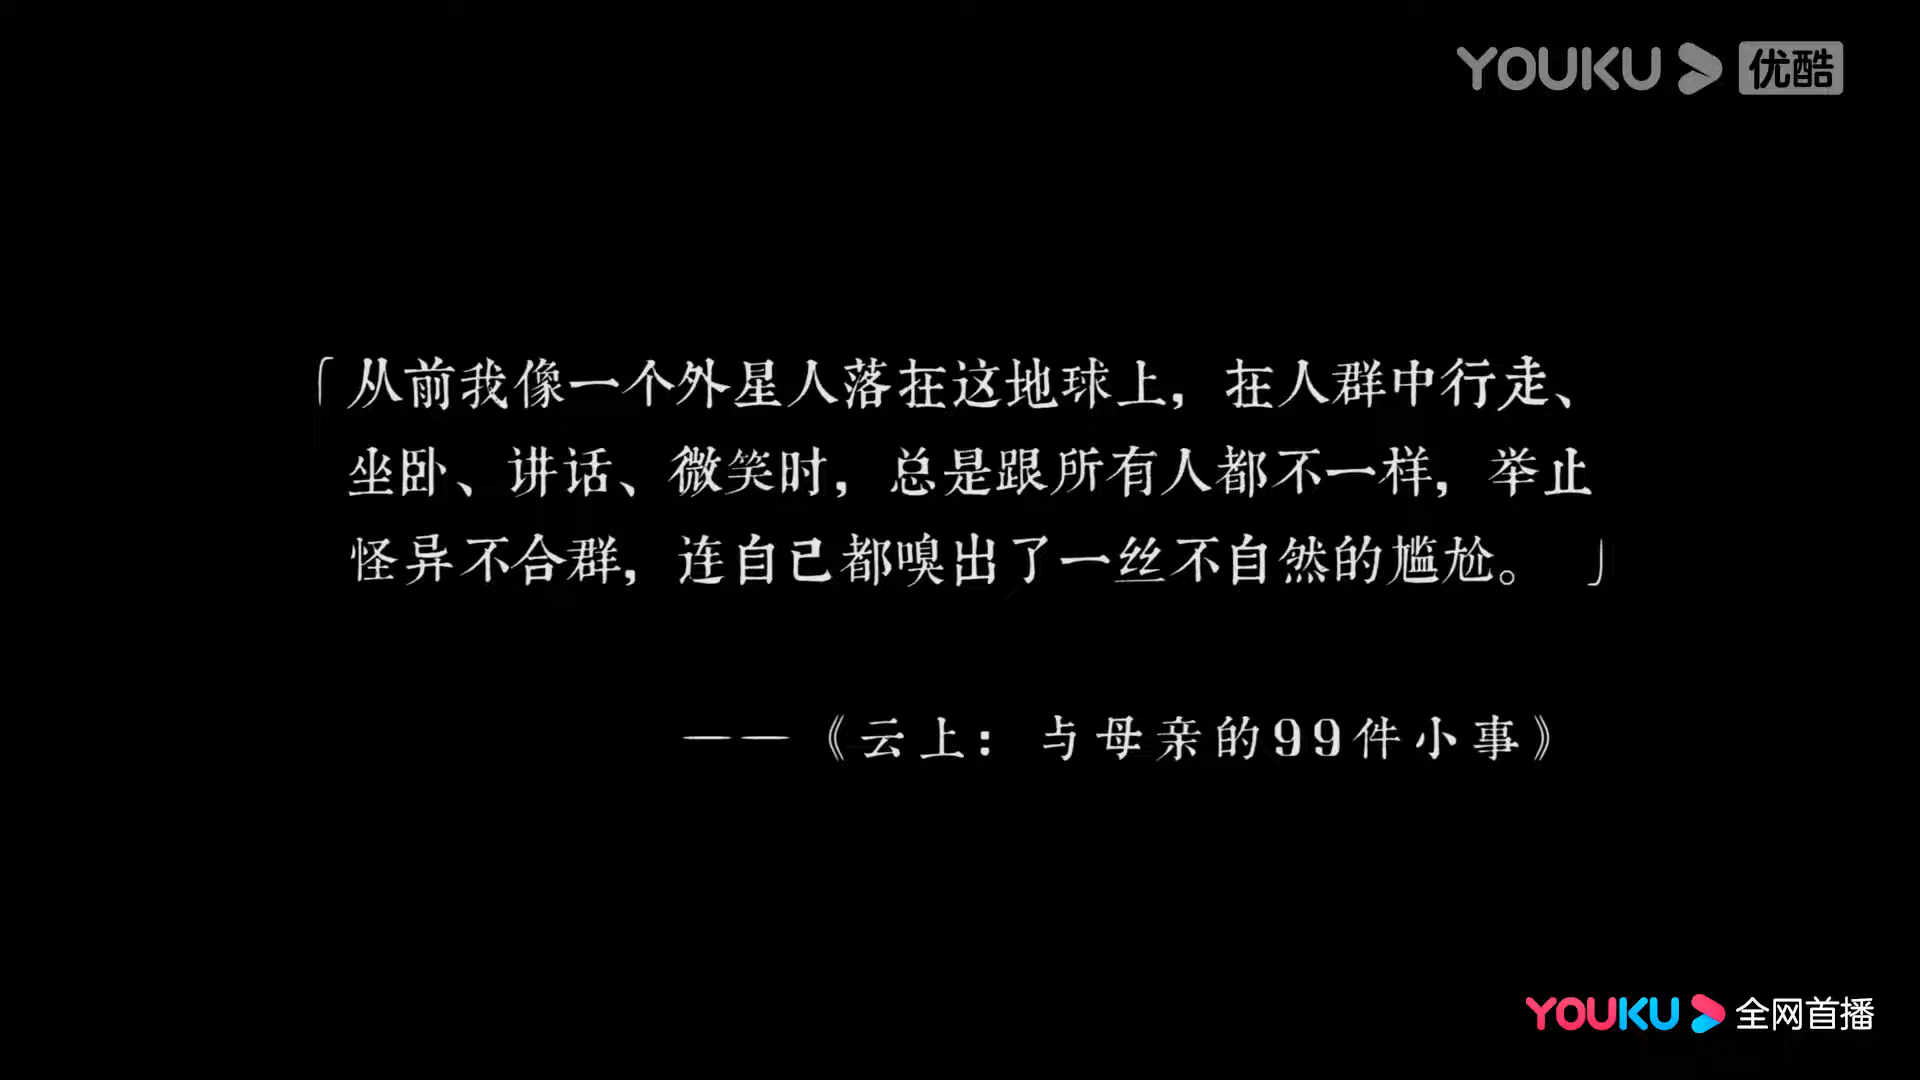 YOUKU 优酷
「从前我像一个外星人落在这地球上，在人群中行走、
坐卧、讲话、微笑时，总是跟所有人都不一样，举止
怪异不合群，连自己都嗅出了一丝不自然的尴尬。」
——《云上：与母亲的99件小事》
YOUKU 全网首播